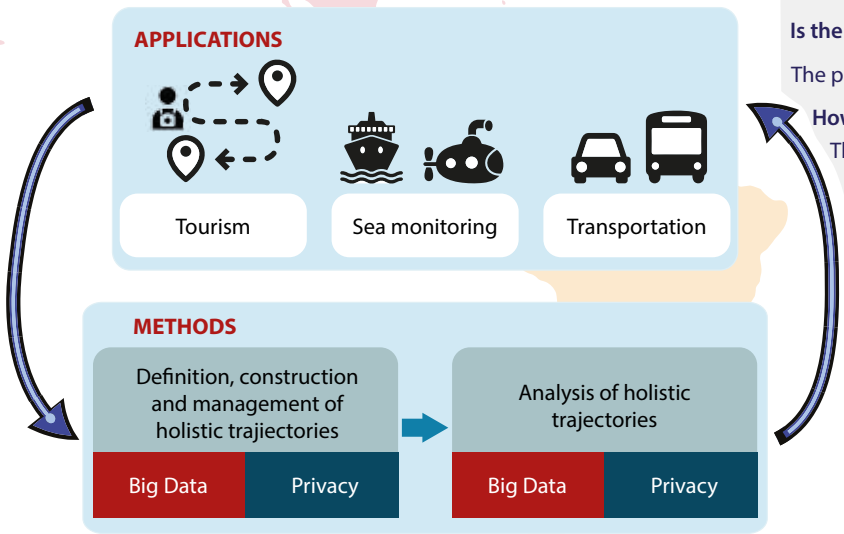 APPLICATIONS
Tourism
Sea monitoring
Transportation
METHODS
Definition, construction
and management of
holistic trajiectories
Big Data
Privacy
Analysis of holistic
trajectories
Big Data
Privacy
Is the
The p
How
Th